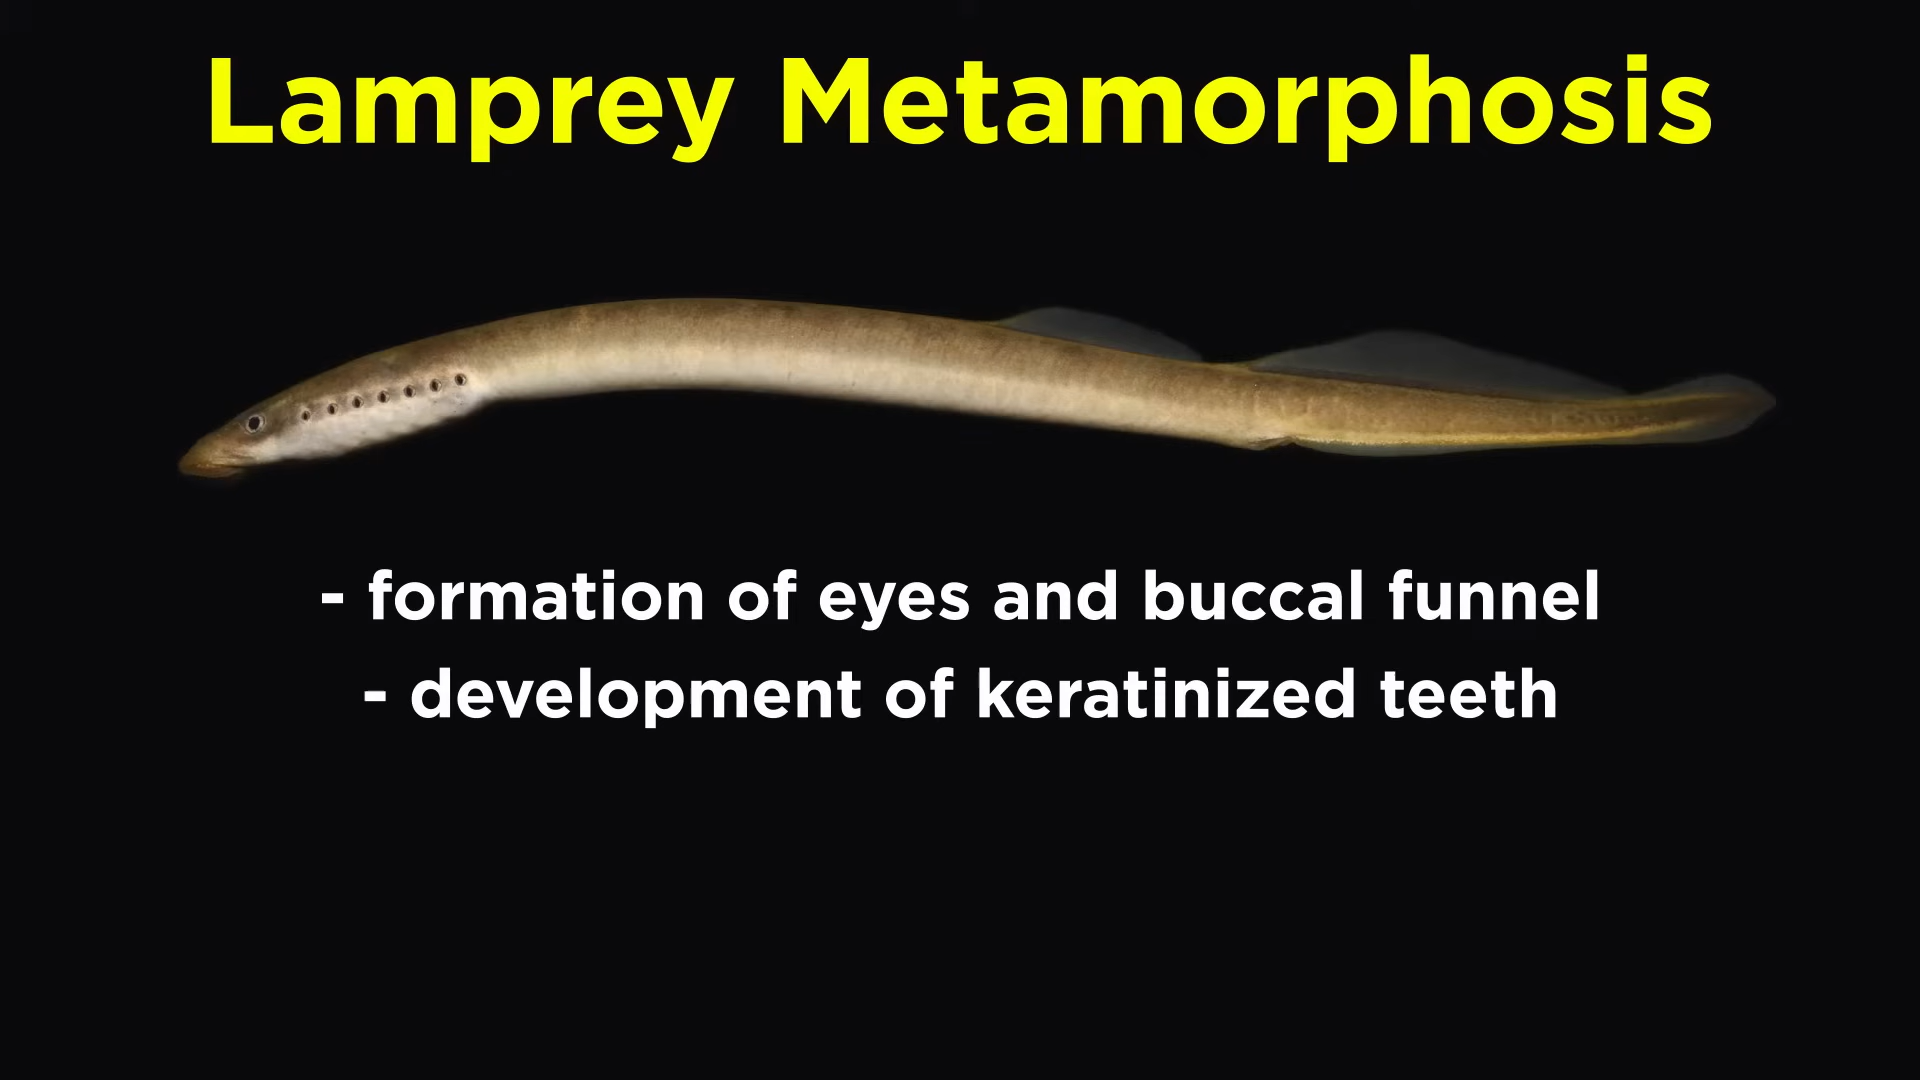 Lamprey Metamorphosis
- formation of eyes and buccal funnel
- development of keratinized teeth